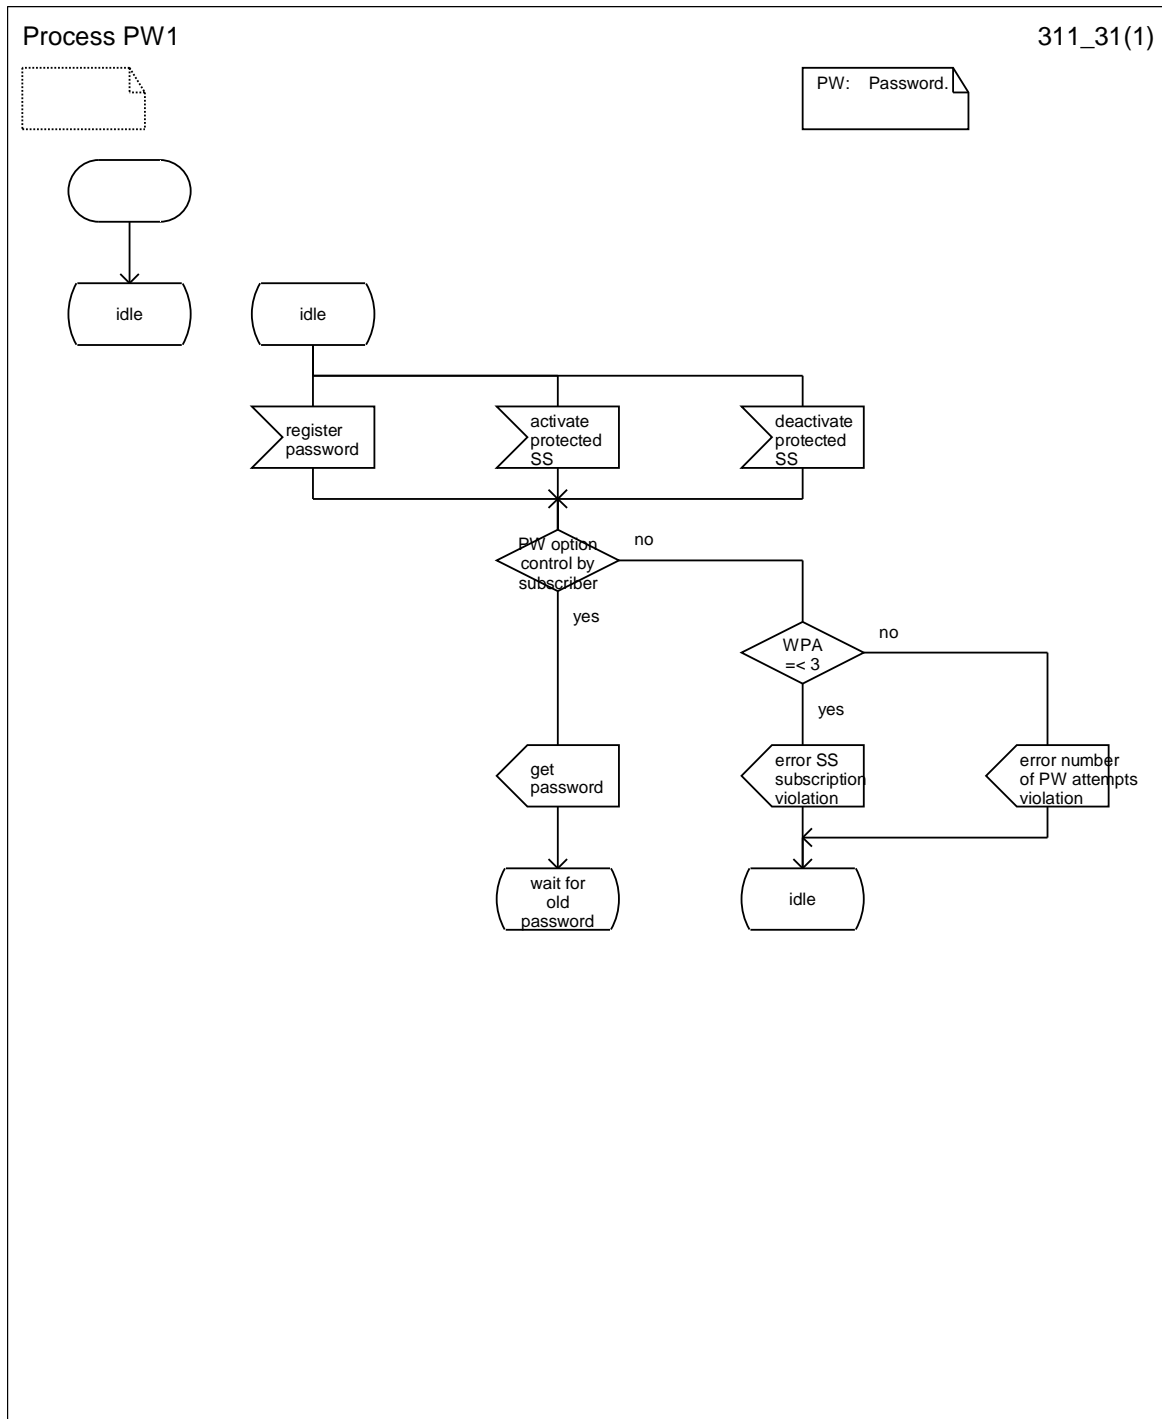 Process PW1
311_31(1)
PW: Password.
idle
idle
register
password
activate
protected
SS
deactivate
protected
SS
PW option
control by
subscriber
no
yes
WPA
=< 3
no
yes
get
password
error SS
subscription
violation
error number
of PW attempts
violation
wait for
old
password
idle